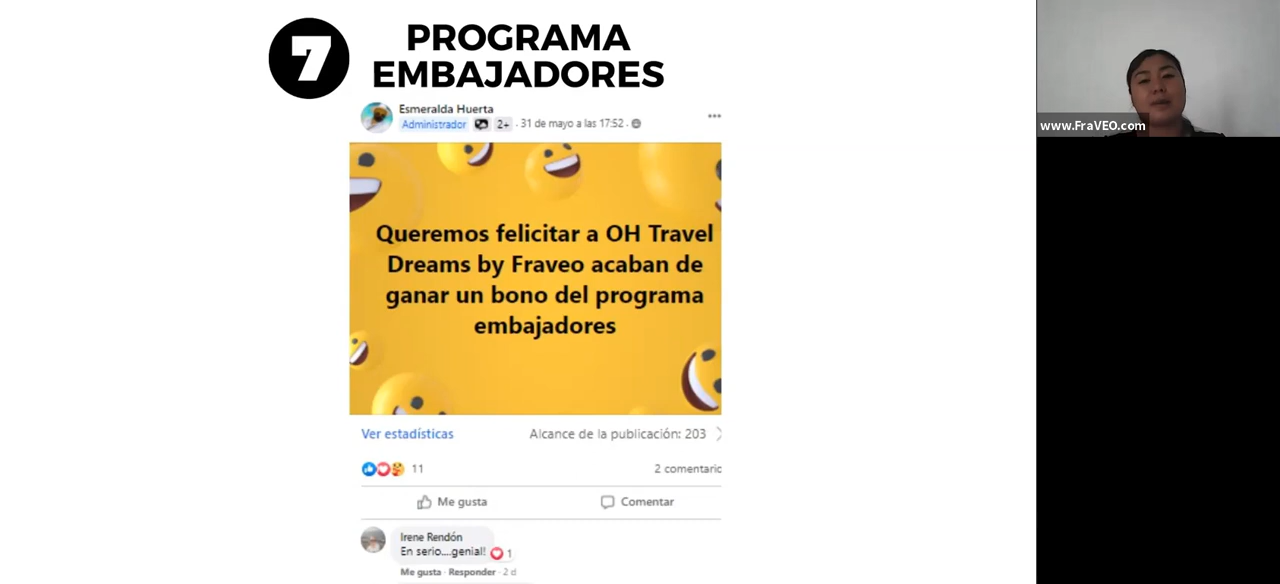 7
PROGRAMA
EMBAJADORES
Esmeralda Huerta
Administrador 2+ · 31 de mayo a las 17:52 ·
Queremos felicitar a OH Travel
Dreams by Fraveo acaban de
ganar un bono del programa
embajadores
Ver estadísticas Alcance de la publicación: 203
11 2 comentaric
Me gusta Comentar
Irene Rendón
En serio....genial! 1
Me gusta · Responder · 2 d
www.FraVEO.com